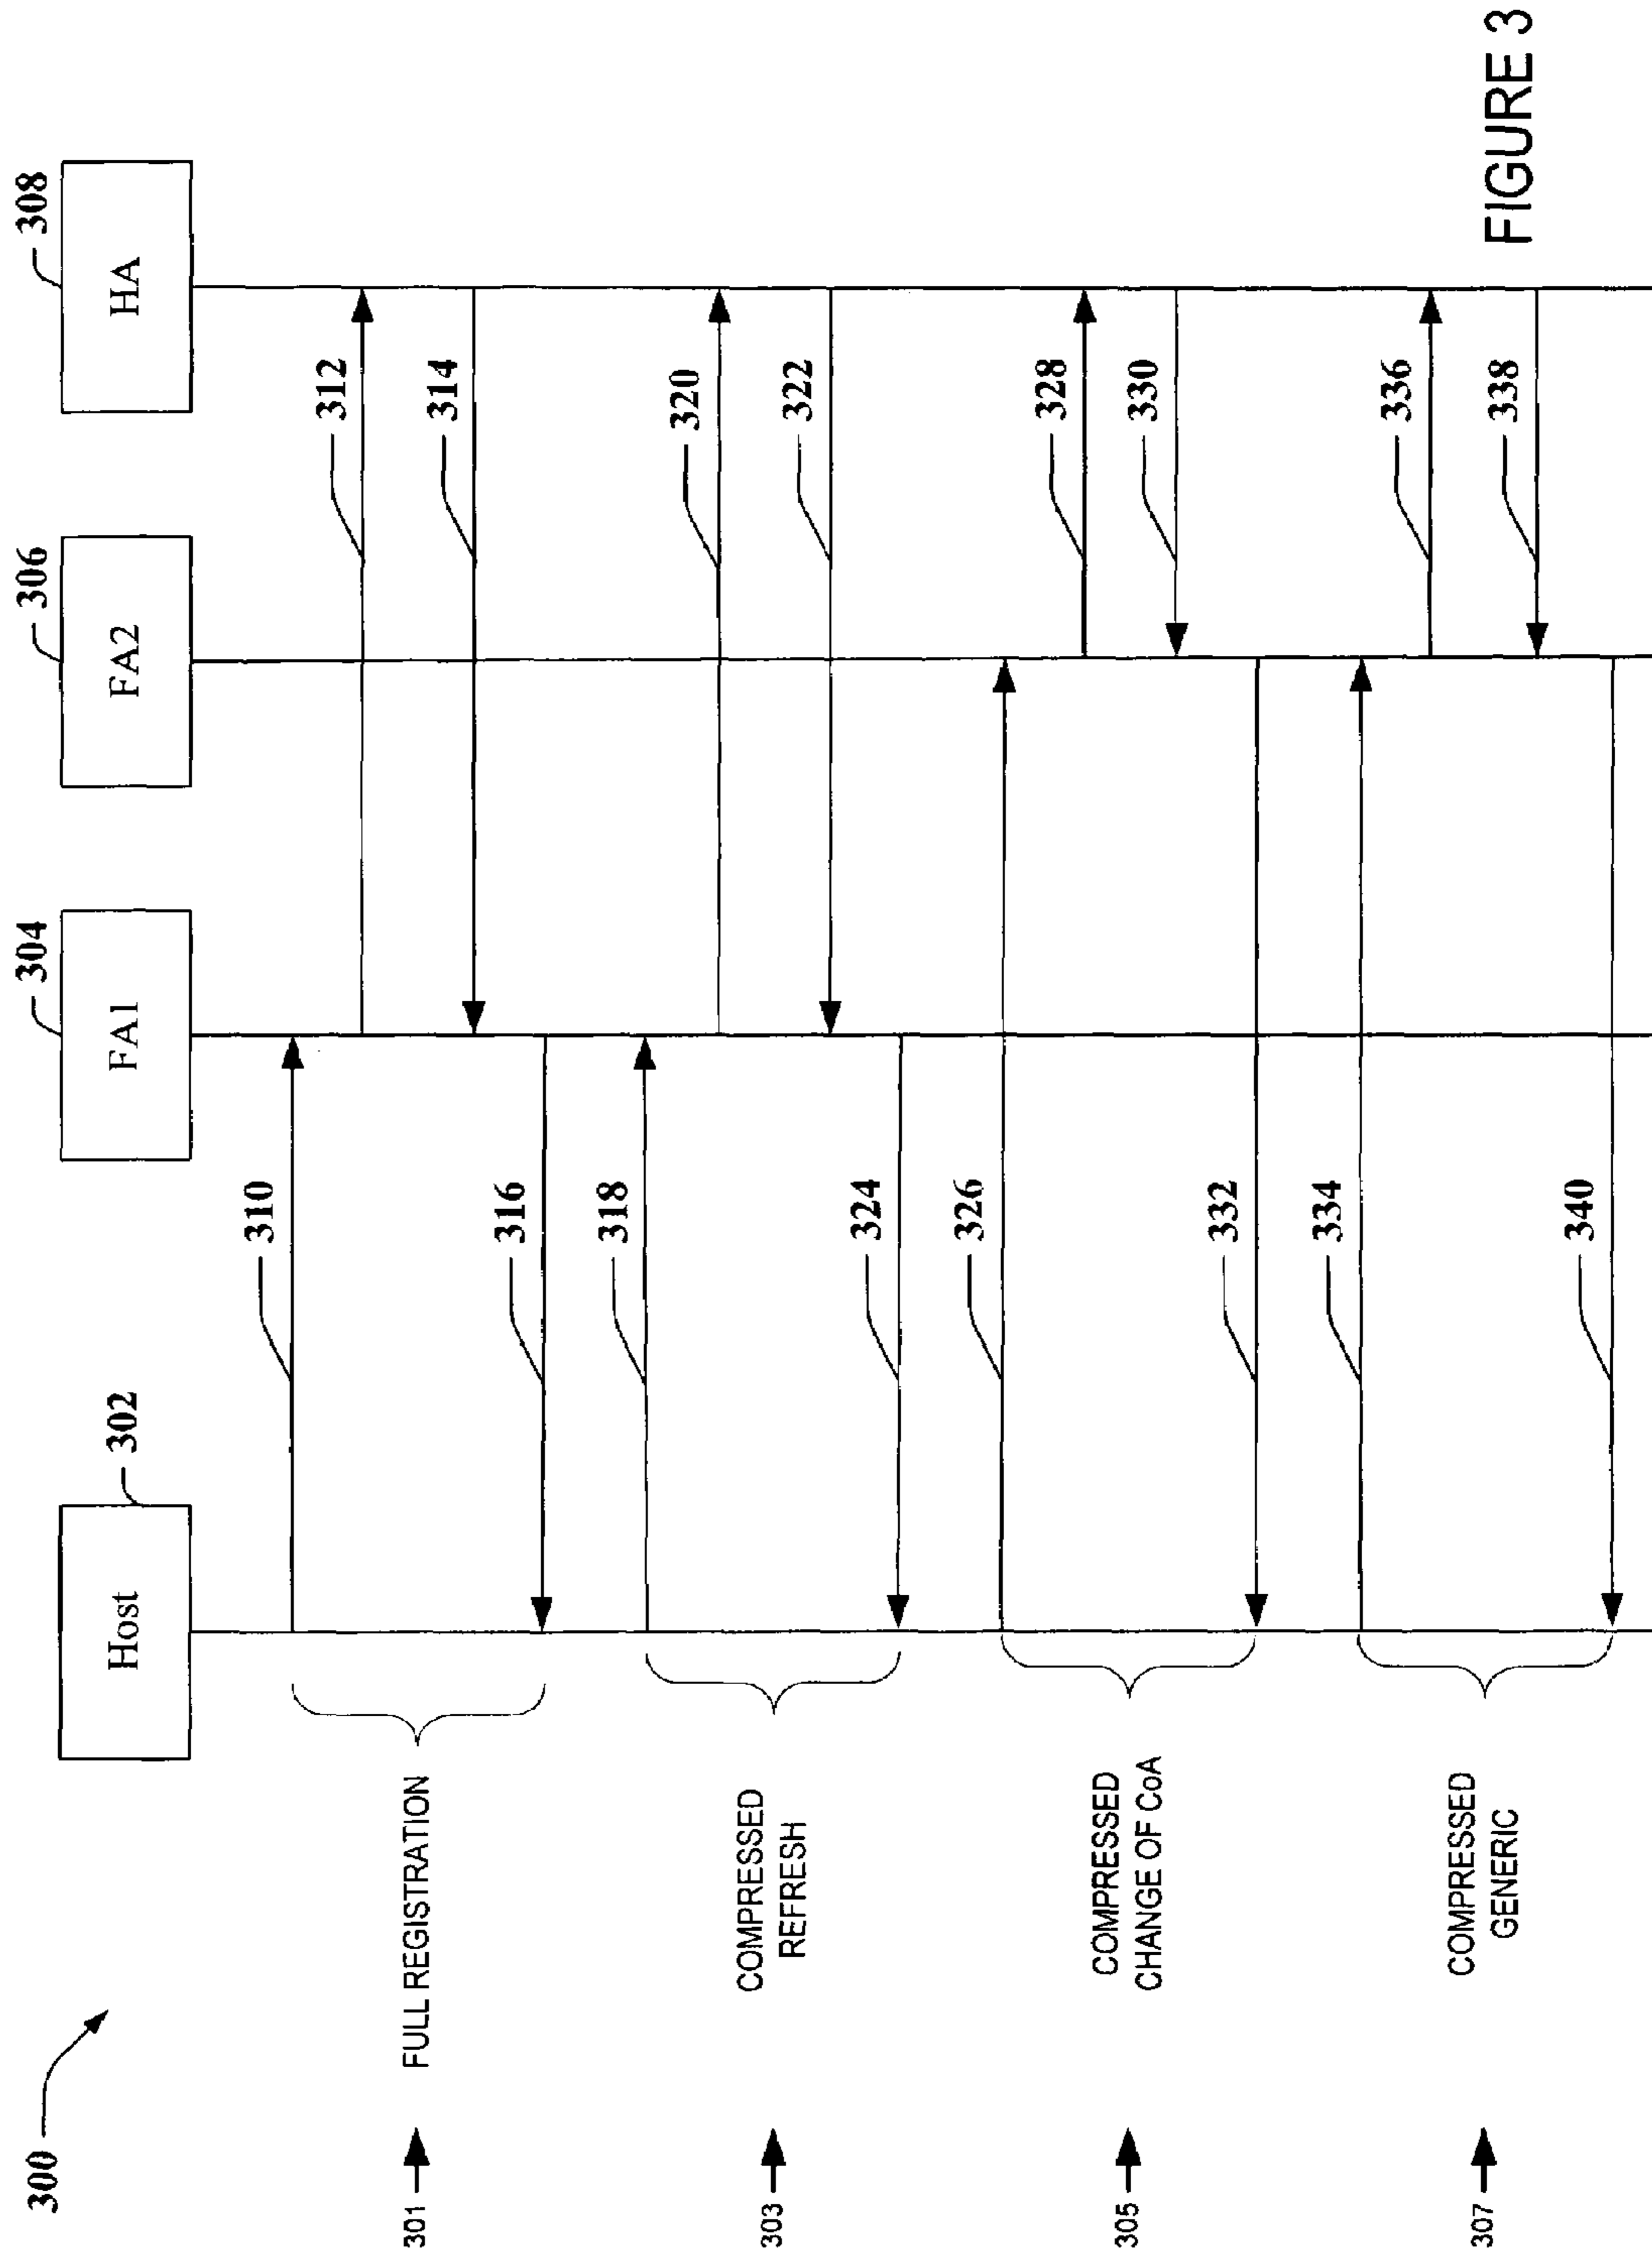 300
Host
302
FA1
304
FA2
306
HA
308
301
FULL REGISTRATION
310
312
314
316
303
COMPRESSED
REFRESH
318
320
322
324
305
COMPRESSED
CHANGE OF CoA
326
328
330
332
307
COMPRESSED
GENERIC
334
336
338
340
FIGURE 3